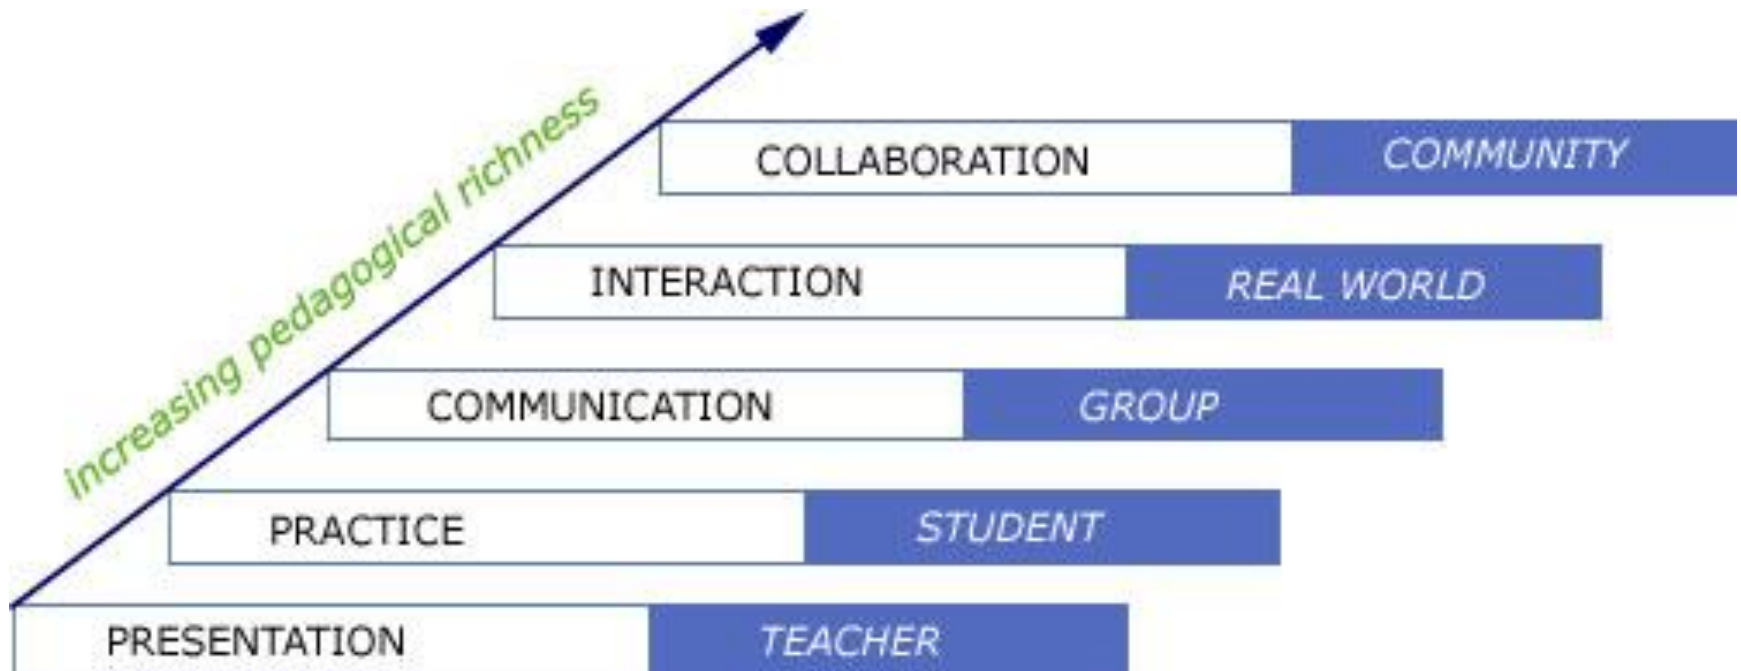 increasing pedagogical richness
COLLABORATION COMMUNITY
INTERACTION REAL WORLD
COMMUNICATION GROUP
PRACTICE STUDENT
PRESENTATION TEACHER